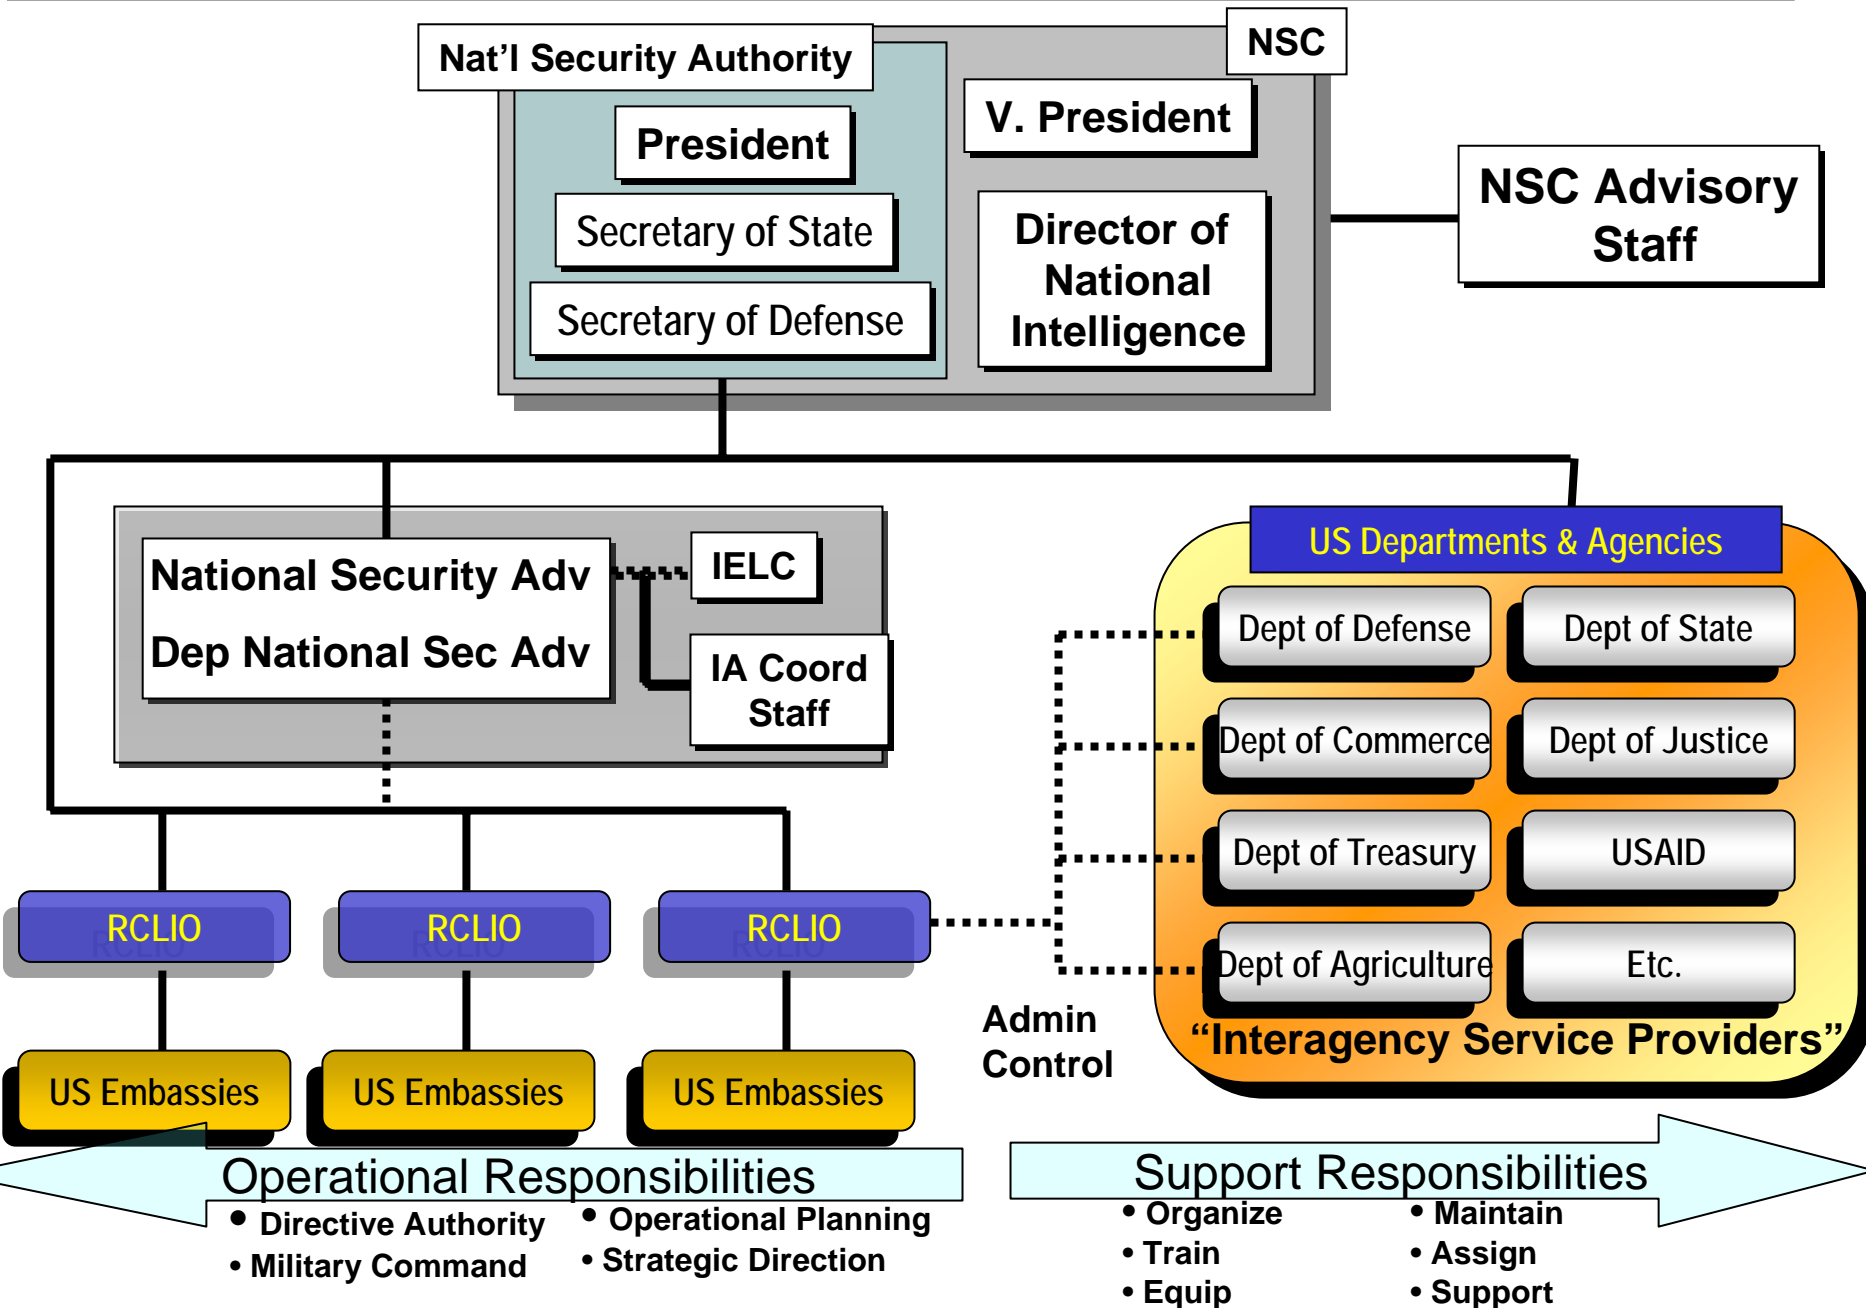 Nat’l Security Authority
NSC
President
V. President
Secretary of State
Secretary of Defense
Director of
National
Intelligence
NSC Advisory
Staff
National Security Adv
Dep National Sec Adv
IELC
IA Coord
Staff
US Departments & Agencies
Dept of Defense
Dept of State
Dept of Commerce
Dept of Justice
Dept of Treasury
USAID
Dept of Agriculture
Etc.
“Interagency Service Providers”
RCLIO
RCLIO
RCLIO
Admin
Control
US Embassies
US Embassies
US Embassies
Operational Responsibilities
• Directive Authority
• Operational Planning
• Military Command
• Strategic Direction
Support Responsibilities
• Organize
• Maintain
• Train
• Assign
• Equip
• Support